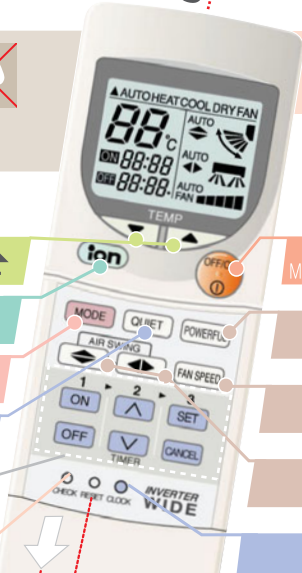 ▲AUTO HEAT COOL DRY FAN
AUTO
88°C
ON 88:88
AUTO
OFF 88:88.
AUTO
FAN
TEMP
ion
OFF/O
M
MODE
QUIET
POWERFU
AIR SWING
FAN SPEED
1 ▸ 2 ▸ 3
ON
SET
OFF
CANCEL
TIMER
CHECK RESET CLOCK
INVERTER
WIDE